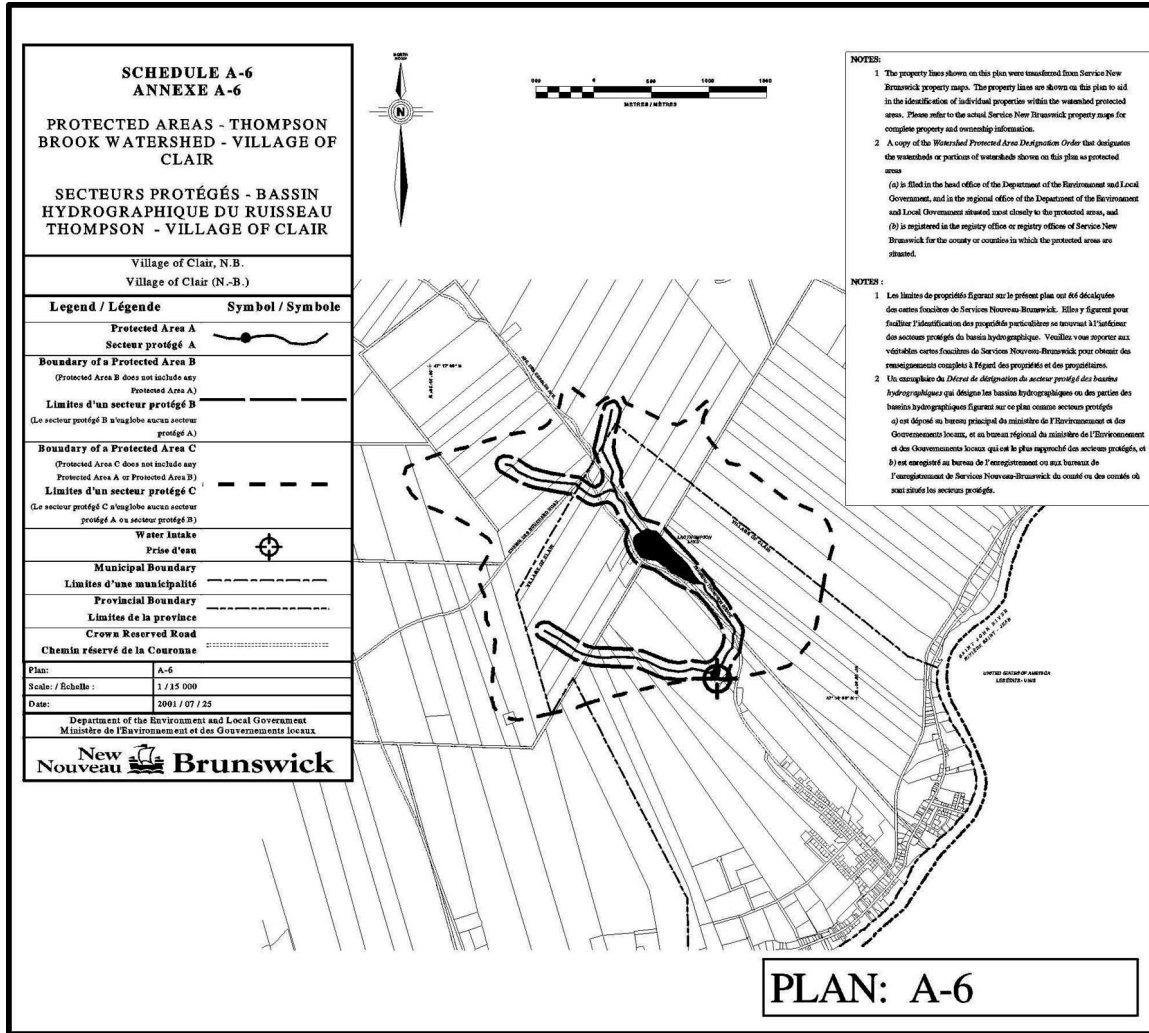 SCHEDULE A-6
ANNEXE A-6
PROTECTED AREAS - THOMPSON
BROOK WATERSHED - VILLAGE OF
CLAIR
SECTEURS PROTÉGÉS - BASSIN
HYDROGRAPHIQUE DU RUISSEAU
THOMPSON - VILLAGE OF CLAIR
Village of Clair, N.B.
Village of Clair (N.-B.)
Legend / Légende Symbol / Symbole
Protected Area A
Secteur protégé A
Boundary of a Protected Area B
(Protected Area B does not include any
Protected Area A)
Limites d'un secteur protégé B
(Le secteur protégé B n'englobe aucun secteur
protégé A)
Boundary of a Protected Area C
(Protected Area C does not include any
Protected Area A or Protected Area B)
Limites d'un secteur protégé C
(Le secteur protégé C n'englobe aucun secteur
protégé A ou secteur protégé B)
Water Intake
Prise d'eau
Municipal Boundary
Limites d'une municipalité
Provincial Boundary
Limites de la province
Crown Reserved Road
Chemin réservé de la Couronne
Plan: A-6
Scale: / Échelle : 1 / 15 000
Date: 2001 / 07 / 25
Department of the Environment and Local Government
Ministère de l'Environnement et des Gouvernements locaux
New
Nouveau Brunswick
N
500 0 500 1000 1500
METRES / MÈTRES
NOTES:
1 The property lines shown on this plan were transferred from Service New
Brunswick property maps. The property lines are shown on this plan to aid
in the identification of individual properties within the watershed protected
areas. Please refer to the actual Service New Brunswick property maps for
complete property and ownership information.
2 A copy of the Watershed Protected Area Designation Order that designates
the watersheds or portions of watersheds shown on this plan as protected
areas
(a) is filed in the head office of the Department of the Environment and Local
Government, and in the regional office of the Department of the Environment
and Local Government situated most closely to the protected areas, and
(b) is registered in the registry office or registry offices of Service New
Brunswick for the county or counties in which the protected areas are
situated.
NOTES :
1 Les limites de propriétés figurant sur le présent plan ont été décalquées
des cartes foncières de Services Nouveau-Brunswick. Elles y figurent pour
faciliter l'identification des propriétés particulières se trouvant à l'intérieur
des secteurs protégés du bassin hydrographique. Veuillez vous reporter aux
véritables cartes foncières de Services Nouveau-Brunswick pour obtenir des
renseignements complets à l'égard des propriétés et des propriétaires.
2 Un exemplaire du Décret de désignation du secteur protégé des bassins
hydrographiques qui désigne les bassins hydrographiques ou des parties des
bassins hydrographiques figurant sur ce plan comme secteurs protégés
a) est déposé au bureau principal du ministère de l'Environnement et des
Gouvernements locaux, et au bureau régional du ministère de l'Environnement
et des Gouvernements locaux qui est le plus rapproché des secteurs protégés, et
b) est enregistré au bureau de l'enregistrement ou aux bureaux de
l'enregistrement de Services Nouveau-Brunswick du comté ou des comtés où
sont situés les secteurs protégés.
VILLAGE OF CLAIR
VILLAGE OF CLAIR
LAC THOMPSON
LAKE
SAINT JOHN RIVER
RIVIÈRE SAINT - JEAN
UNITED STATES OF AMERICA
LES ÉTATS - UNIS
PLAN: A-6